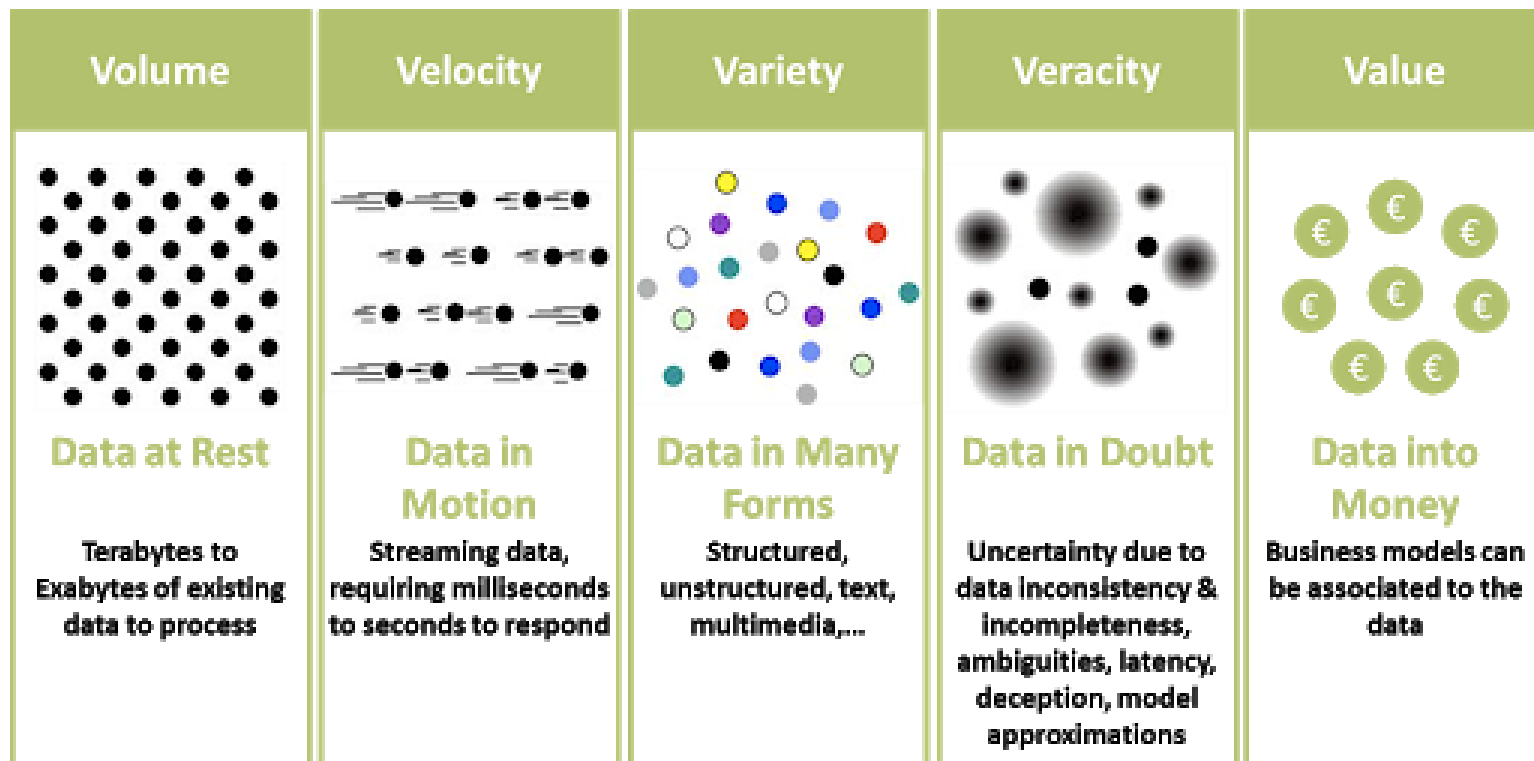 Volume
Velocity
Variety
Veracity
Value
€
€
€
€
€
€
€
€
Data at Rest
Terabytes to
Exabytes of existing
data to process
Data in
Motion
Streaming data,
requiring milliseconds
to seconds to respond
Data in Many
Forms
Structured,
unstructured, text,
multimedia,...
Data in Doubt
Uncertainty due to
data inconsistency &
incompleteness,
ambiguities, latency,
deception, model
approximations
Data into
Money
Business models can
be associated to the
data